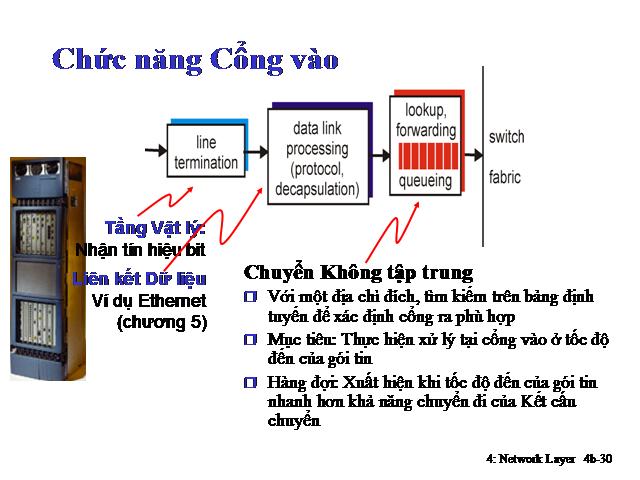 Chức năng Cổng vào
line
termination
data link
processing
(protocol,
decapsulation)
lookup,
forwarding
queueing
switch
fabric
Tầng Vật lý:
Nhận tín hiệu bit
Liên kết Dữ liệu
Ví dụ Ethernet
(chương 5)
Chuyển Không tập trung
Với một địa chỉ đích, tìm kiếm trên bảng định
tuyến để xác định cổng ra phù hợp
Mục tiêu: Thực hiện xử lý tại cổng vào ở tốc độ
đến của gói tin
Hàng đợi: Xuất hiện khi tốc độ đến của gói tin
nhanh hơn khả năng chuyển đi của Kết cấu
chuyển
4: Network Layer 4b-30